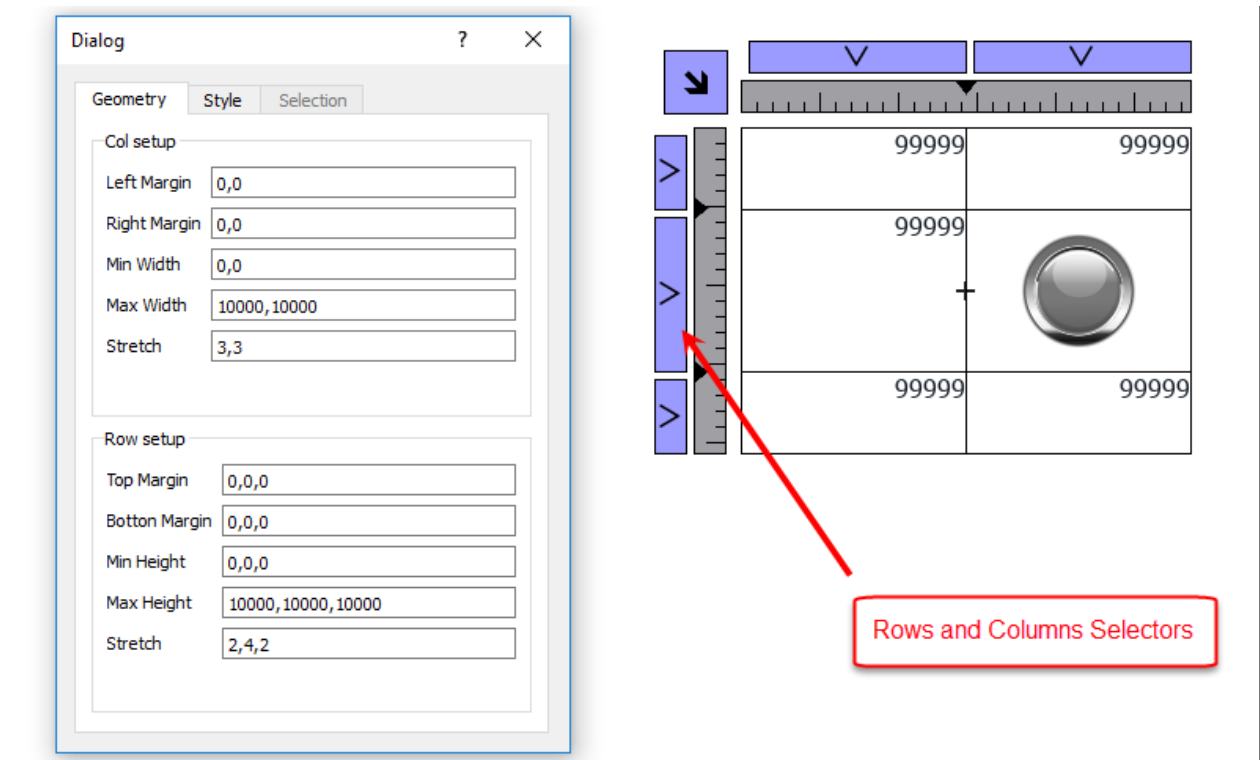 Dialog ?
Geometry Style Selection
Col setup
Left Margin 0,0
Right Margin 0,0
Min Width 0,0
Max Width 10000,10000
Stretch 3,3
Row setup
Top Margin 0,0,0
Botton Margin 0,0,0
Min Height 0,0,0
Max Height 10000,10000,10000
Stretch 2,4,2
99999 99999
99999
99999 99999
Rows and Columns Selectors